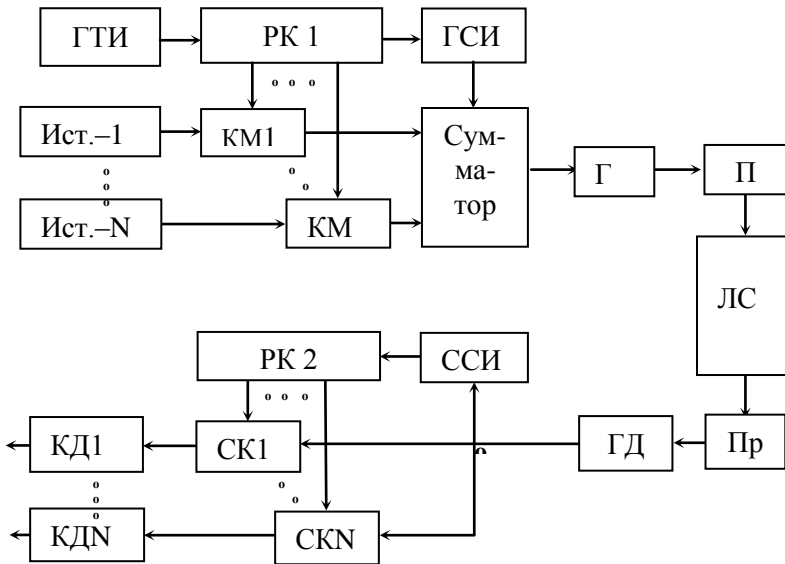 ГТИ
РК 1
ГСИ
Ист.–1
КМ1
Сум-
ма-
тор
Г
П
Ист.–N
КМ
ЛС
РК 2
ССИ
КД1
СК1
ГД
Пр
КДN
СКN